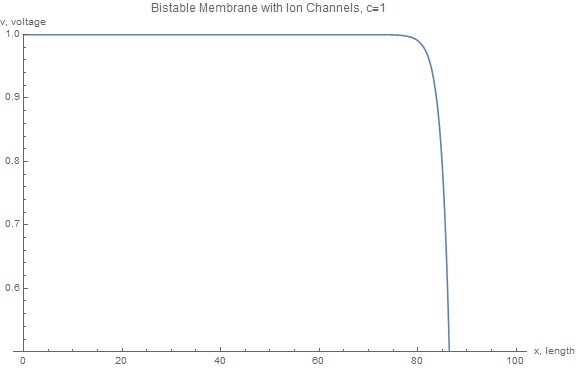 Bistable Membrane with Ion Channels, c=1
v, voltage
1.0
0.9
0.8
0.7
0.6
0 20 40 60 80 100 x, length